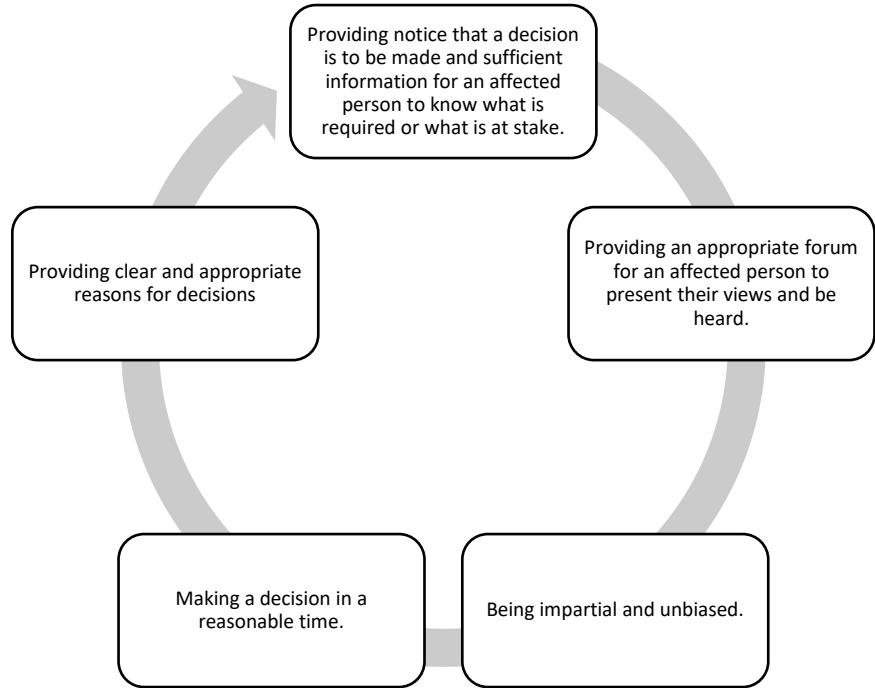 Providing notice that a decision
is to be made and sufficient
information for an affected
person to know what is
required or what is at stake.
Providing an appropriate forum
for an affected person to
present their views and be
heard.
Being impartial and unbiased.
Making a decision in a
reasonable time.
Providing clear and appropriate
reasons for decisions